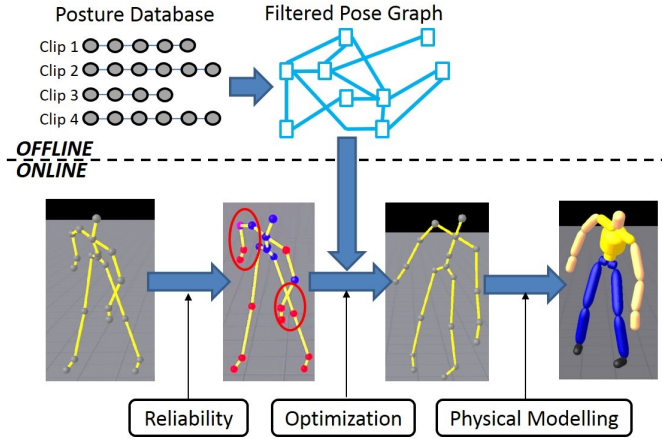 Posture Database
Filtered Pose Graph
Clip 1
Clip 2
Clip 3
Clip 4
OFFLINE
ONLINE
Reliability
Optimization
Physical Modelling